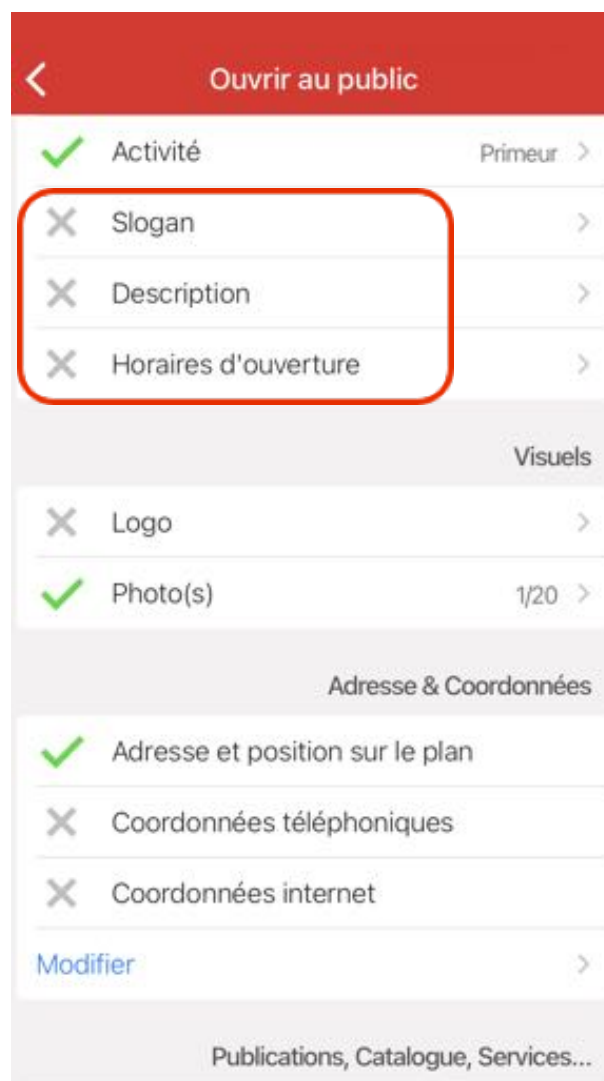 Ouvrir au public
Activité Primeur
Slogan
Description
Horaires d'ouverture
Visuels
Logo
Photo(s) 1/20
Adresse & Coordonnées
Adresse et position sur le plan
Coordonnées téléphoniques
Coordonnées internet
Modifier
Publications, Catalogue, Services...